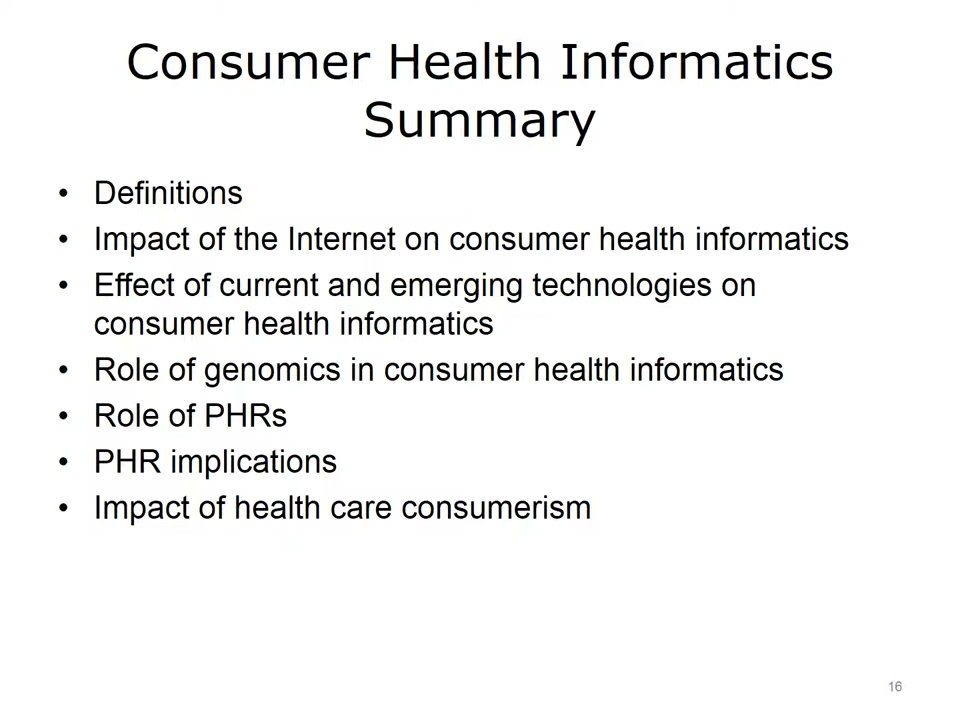 Consumer Health Informatics
Summary
• Definitions
• Impact of the Internet on consumer health informatics
• Effect of current and emerging technologies on
consumer health informatics
• Role of genomics in consumer health informatics
• Role of PHRs
• PHR implications
• Impact of health care consumerism
16